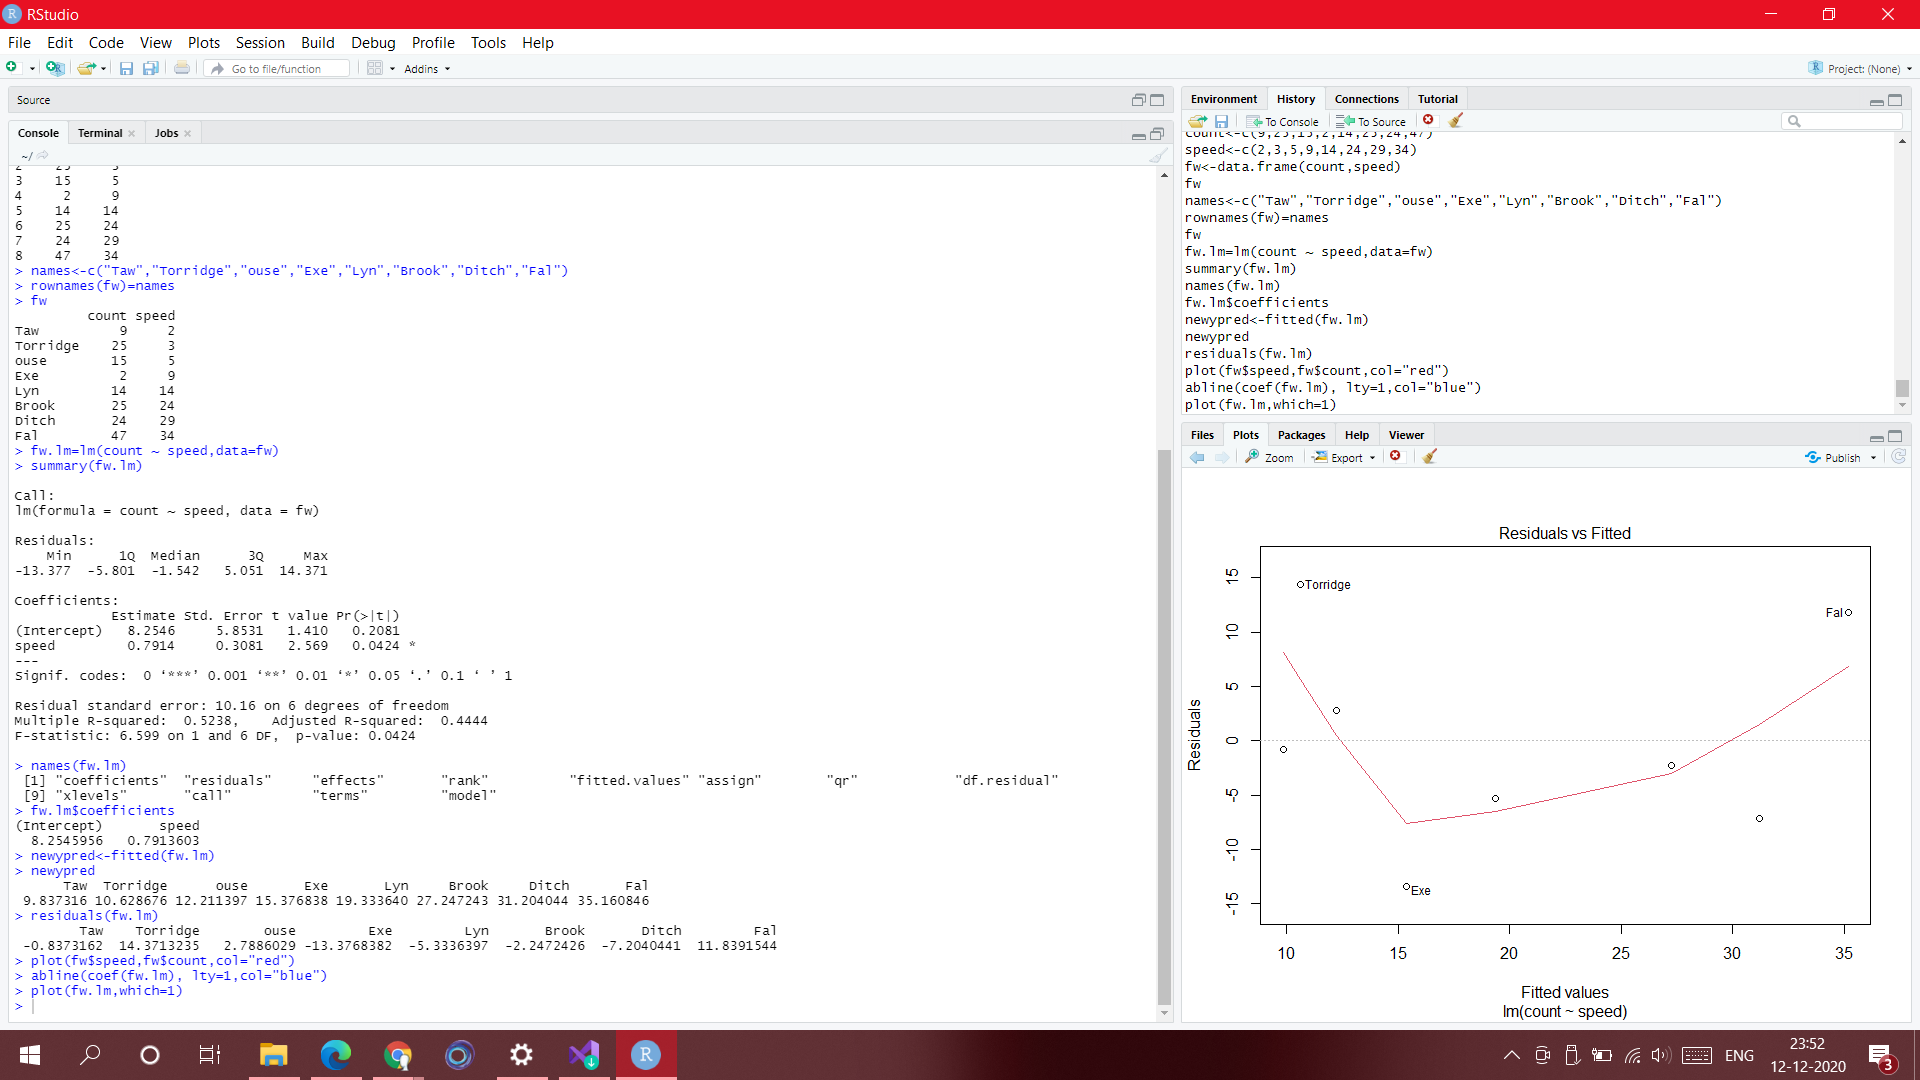 RStudio
File Edit Code View Plots Session Build Debug Profile Tools Help
Go to file/function Addins Project: (None)
Source
Console Terminal Jobs
~/
3 15 5
4 2 9
5 14 14
6 25 24
7 24 29
8 47 34
> names<-c("Taw","Torridge","ouse","Exe","Lyn","Brook","Ditch","Fal")
> rownames(fw)=names
> fw
count speed
Taw 9 2
Torridge 25 3
ouse 15 5
Exe 2 9
Lyn 14 14
Brook 25 24
Ditch 24 29
Fal 47 34
> fw.lm=lm(count ~ speed,data=fw)
> summary(fw.lm)
Call:
lm(formula = count ~ speed, data = fw)
Residuals:
Min 1Q Median 3Q Max
-13.377 -5.801 -1.542 5.051 14.371
Coefficients:
Estimate Std. Error t value Pr(>|t|)
(Intercept) 8.2546 5.8531 1.410 0.2081
speed 0.7914 0.3081 2.569 0.0424 *
---
Signif. codes: 0 ‘***’ 0.001 ‘**’ 0.01 ‘*’ 0.05 ‘.’ 0.1 ‘ ’ 1
Residual standard error: 10.16 on 6 degrees of freedom
Multiple R-squared: 0.5238, Adjusted R-squared: 0.4444
F-statistic: 6.599 on 1 and 6 DF, p-value: 0.0424
> names(fw.lm)
[1] "coefficients" "residuals" "effects" "rank" "fitted.values" "assign" "qr" "df.residual"
[9] "xlevels" "call" "terms" "model"
> fw.lm$coefficients
(Intercept) speed
8.2545956 0.7913603
> newypred<-fitted(fw.lm)
> newypred
Taw Torridge ouse Exe Lyn Brook Ditch Fal
9.837316 10.628676 12.211397 15.376838 19.333640 27.247243 31.204044 35.160846
> residuals(fw.lm)
Taw Torridge ouse Exe Lyn Brook Ditch Fal
-0.8373162 14.3713235 2.7886029 -13.3768382 -5.3336397 -2.2472426 -7.2040441 11.8391544
> plot(fw$speed,fw$count,col="red")
> abline(coef(fw.lm), lty=1,col="blue")
> plot(fw.lm,which=1)
>
Environment History Connections Tutorial
To Console To Source
count<-c(9,25,15,2,14,25,24,47)
speed<-c(2,3,5,9,14,24,29,34)
fw<-data.frame(count,speed)
fw
names<-c("Taw","Torridge","ouse","Exe","Lyn","Brook","Ditch","Fal")
rownames(fw)=names
fw
fw.lm=lm(count ~ speed,data=fw)
summary(fw.lm)
names(fw.lm)
fw.lm$coefficients
newypred<-fitted(fw.lm)
newypred
residuals(fw.lm)
plot(fw$speed,fw$count,col="red")
abline(coef(fw.lm), lty=1,col="blue")
plot(fw.lm,which=1)
Files Plots Packages Help Viewer
Zoom Export Publish
Residuals vs Fitted
Torridge
Fal
Exe
Residuals
15
10
5
0
-5
-10
-15
10 15 20 25 30 35
Fitted values
lm(count ~ speed)
R ENG 23:52
12-12-2020
3